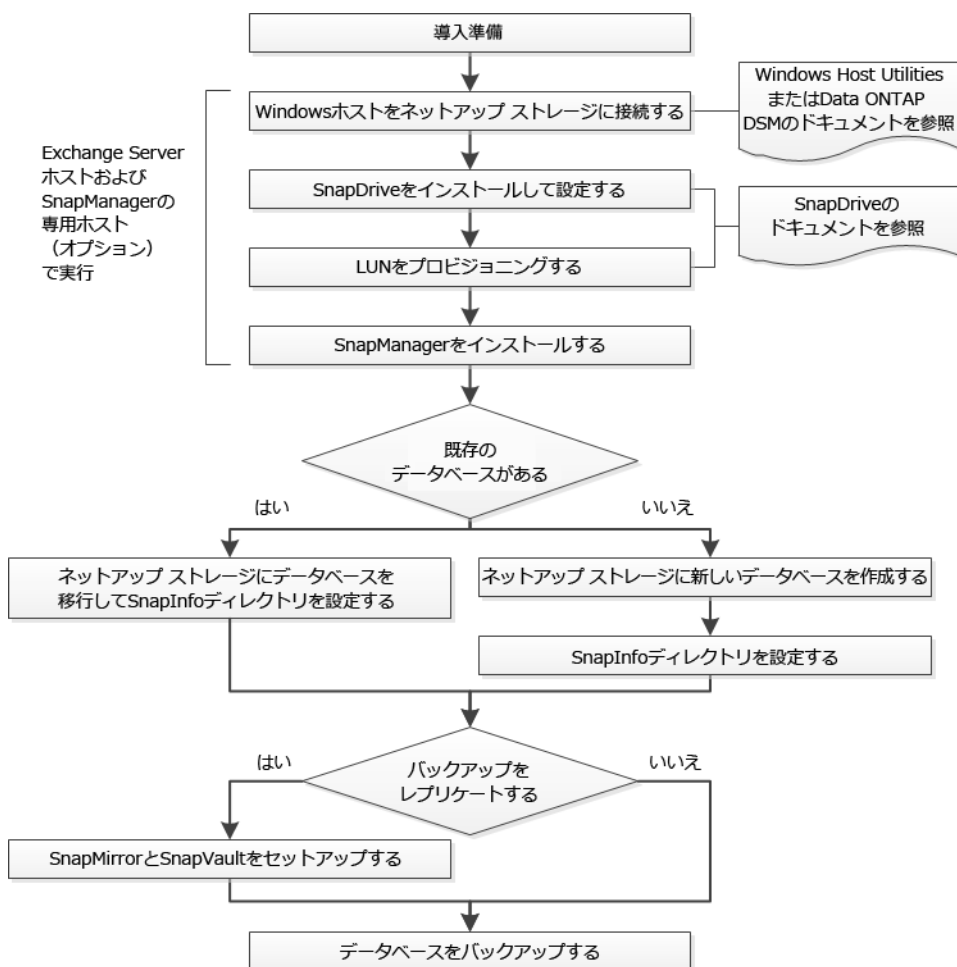 導入準備
Windowsホストをネットアップ ストレージに接続する
Windows Host Utilities
またはData ONTAP
DSMのドキュメントを参照
Exchange Server
ホストおよび
SnapManagerの
専用ホスト
（オプション）
で実行
SnapDriveをインストールして設定する
SnapDriveの
ドキュメントを参照
LUNをプロビジョニングする
SnapManagerをインストールする
既存の
データベースがある
はい
いいえ
ネットアップ ストレージにデータベースを
移行してSnapInfoディレクトリを設定する
ネットアップ ストレージに新しいデータベースを作成する
SnapInfoディレクトリを設定する
バックアップを
レプリケートする
はい
いいえ
SnapMirrorとSnapVaultをセットアップする
データベースをバックアップする